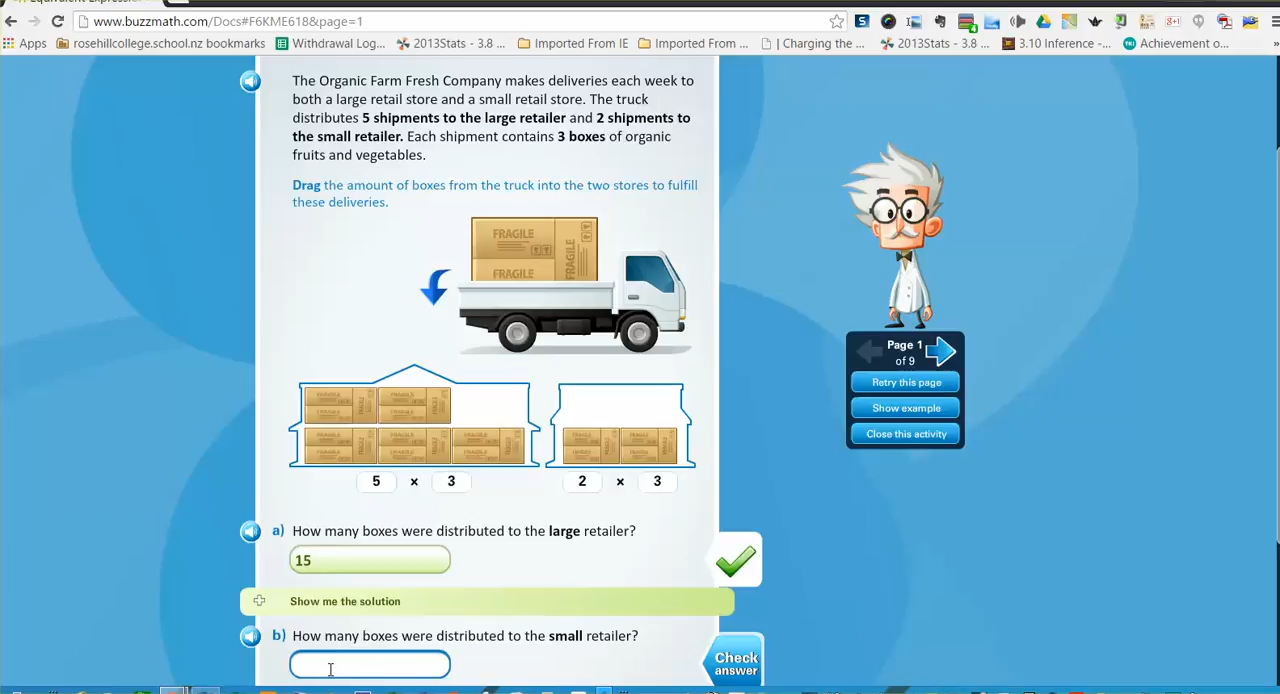 www.buzzmath.com/Docs#F6KME618&page=1
Apps rosehillcollege.school.nz bookmarks Withdrawal Log... 2013Stats - 3.8 ... Imported From IE Imported From ... Charging the ... 2013Stats - 3.8 ... 3.10 Inference -... Achievement o... »
The Organic Farm Fresh Company makes deliveries each week to
both a large retail store and a small retail store. The truck
distributes 5 shipments to the large retailer and 2 shipments to
the small retailer. Each shipment contains 3 boxes of organic
fruits and vegetables.
Drag the amount of boxes from the truck into the two stores to fulfill
these deliveries.
FRAGILE
FRAGILE
FRAGILE
Page 1
of 9
Retry this page
Show example
Close this activity
5 × 3 2 × 3
a) How many boxes were distributed to the large retailer?
15
Show me the solution
b) How many boxes were distributed to the small retailer?
Check
answer